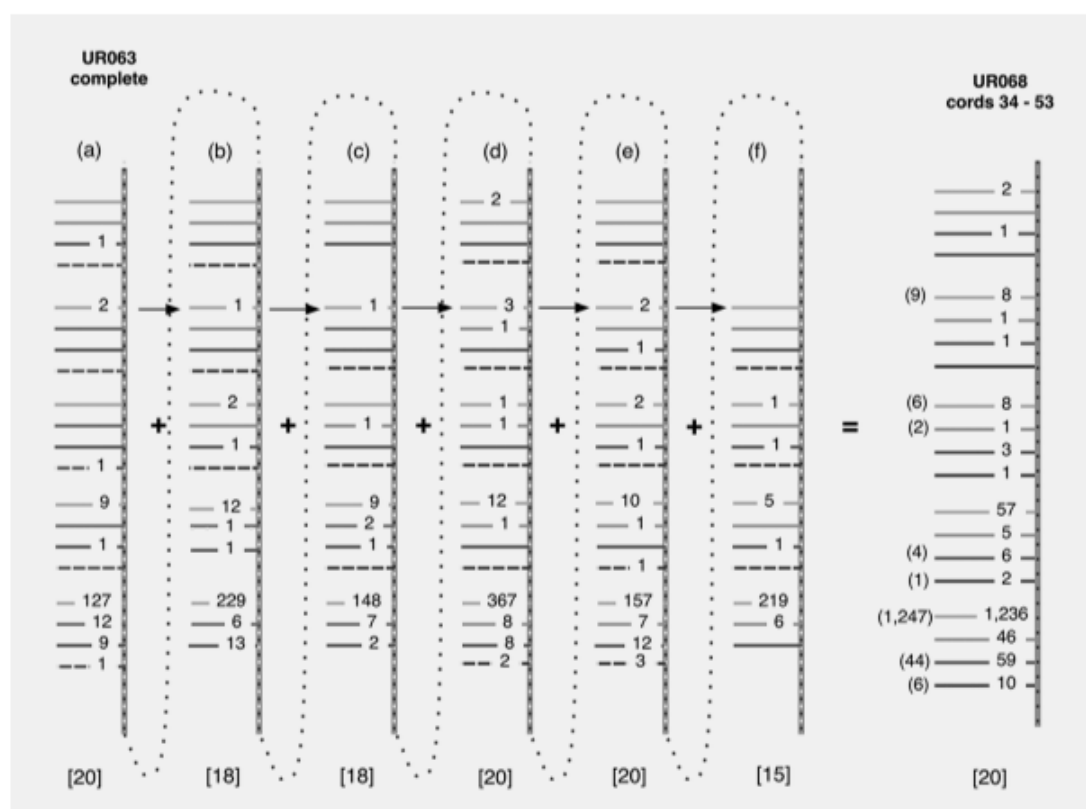 UR063
complete
UR068
cords 34 - 53
(a) (b) (c) (d) (e) (f)
2 2
1 1
2 1 1 3 2 (9) 8
1 1
1 1
2 1 2 1 (6) 8
+ + 1 + 1 + + = (2) 1
1 1 1 3
1 1
9 12 9 12 10 5 57
1 2 1 1 5
1 1 1 1 (4) 6
1 (1) 2
127 229 148 367 157 219 (1,247) 1,236
12 6 7 8 7 6 46
9 13 2 8 12 (44) 59
1 2 3 (6) 10
[20] [18] [18] [20] [20] [15] [20]